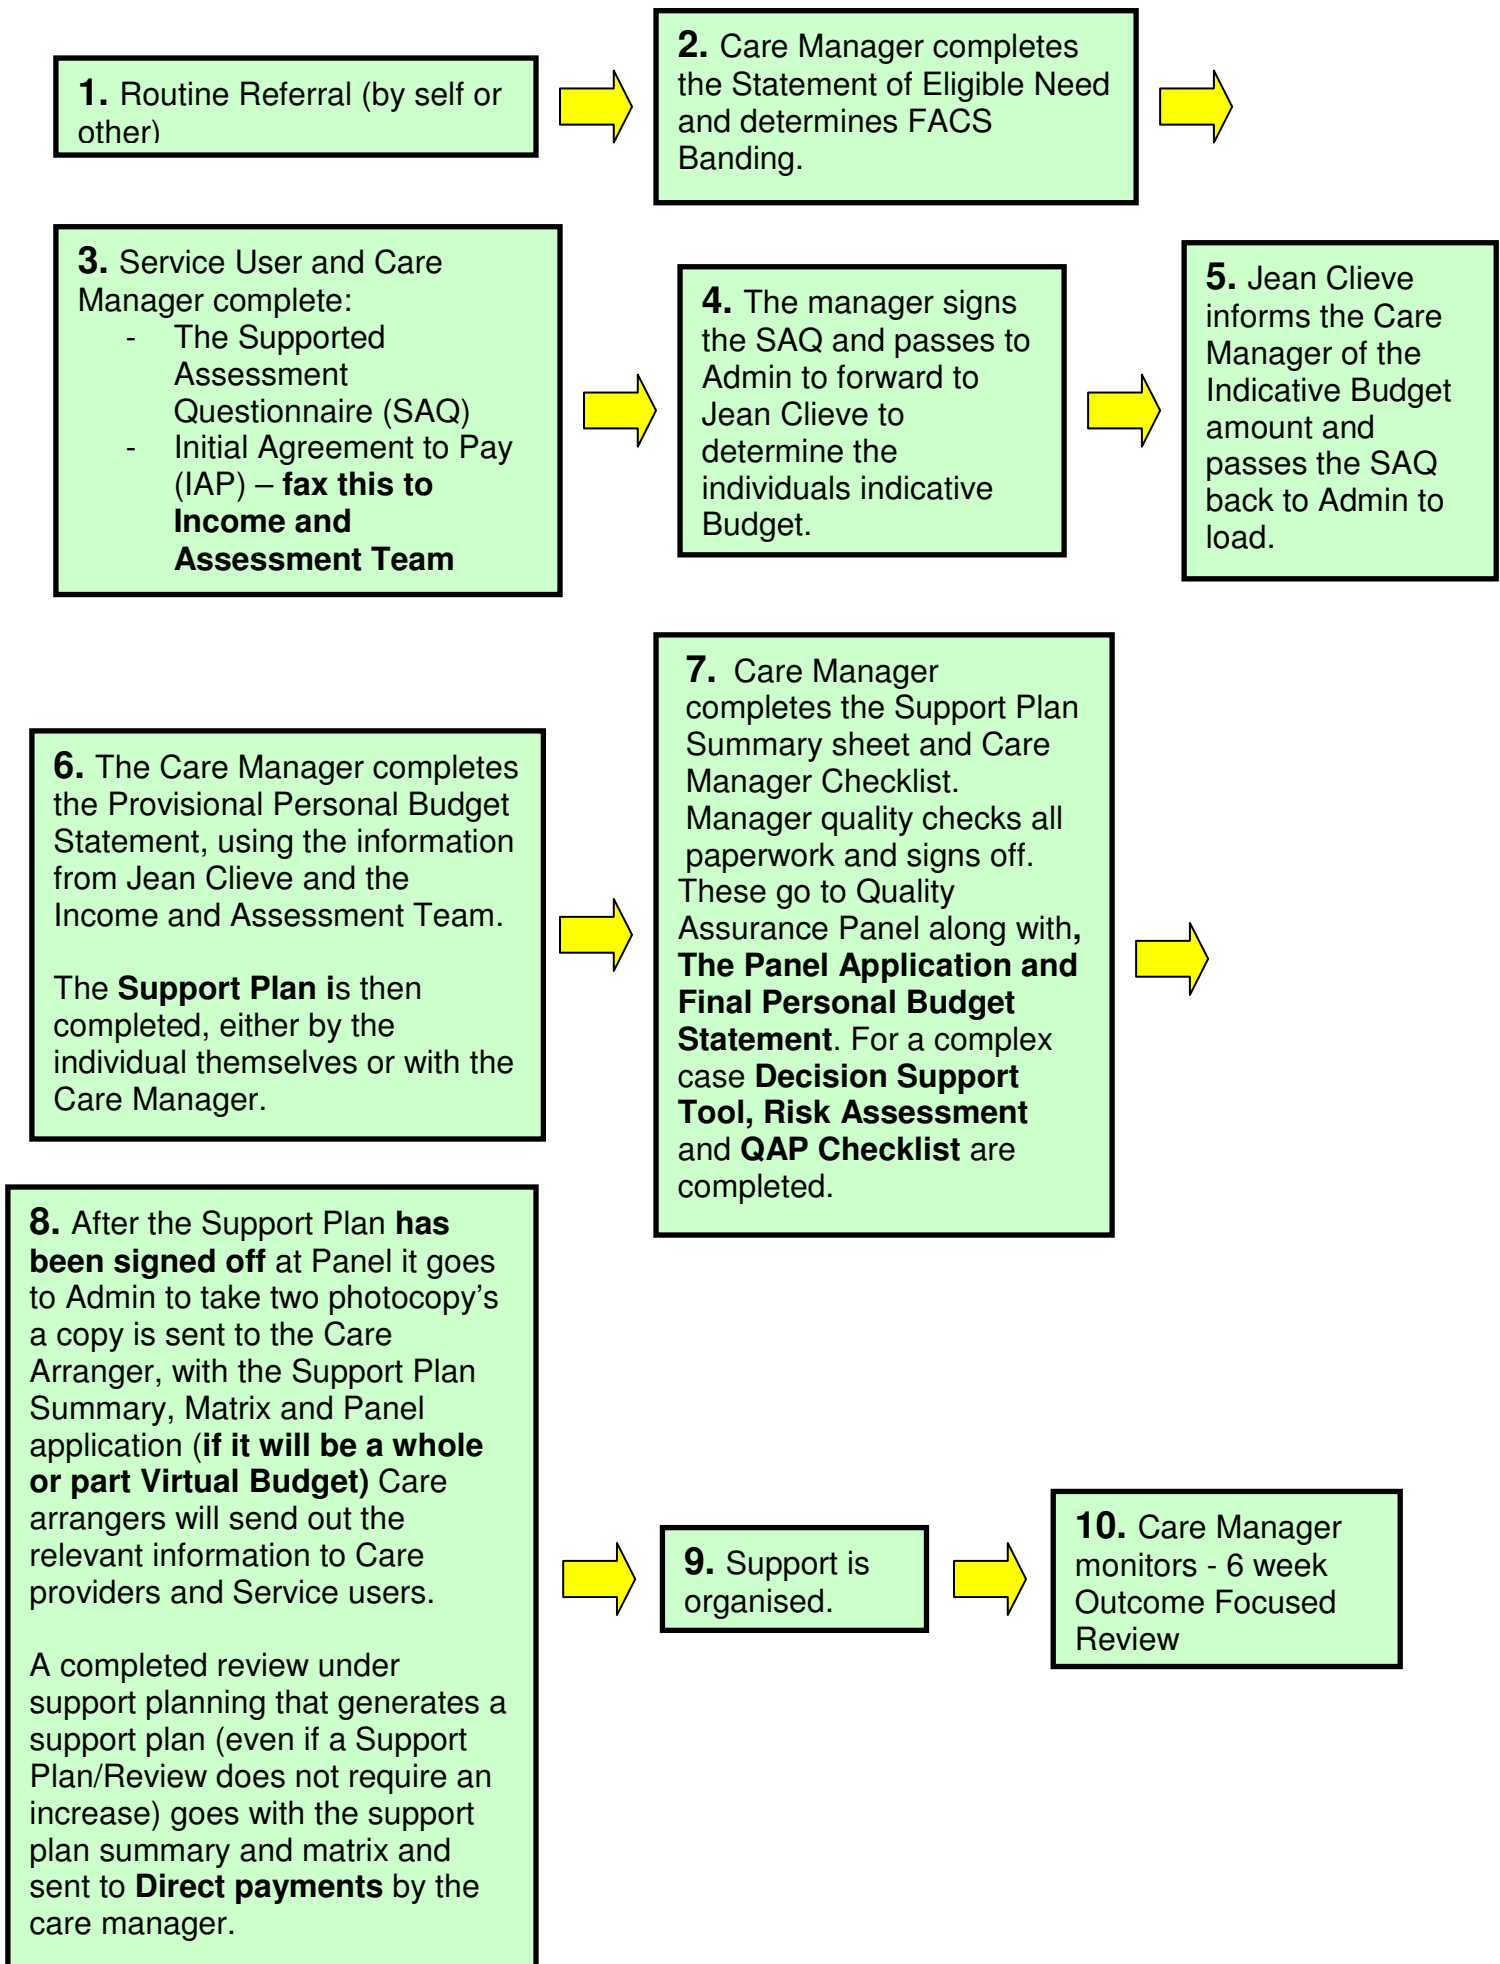 1. Routine Referral (by self or
other)
2. Care Manager completes
the Statement of Eligible Need
and determines FACS
Banding.
3. Service User and Care
Manager complete:
- The Supported
Assessment
Questionnaire (SAQ)
- Initial Agreement to Pay
(IAP) – fax this to
Income and
Assessment Team
4. The manager signs
the SAQ and passes to
Admin to forward to
Jean Clieve to
determine the
individuals indicative
Budget.
5. Jean Clieve
informs the Care
Manager of the
Indicative Budget
amount and
passes the SAQ
back to Admin to
load.
6. The Care Manager completes
the Provisional Personal Budget
Statement, using the information
from Jean Clieve and the
Income and Assessment Team.
The Support Plan is then
completed, either by the
individual themselves or with the
Care Manager.
7. Care Manager
completes the Support Plan
Summary sheet and Care
Manager Checklist.
Manager quality checks all
paperwork and signs off.
These go to Quality
Assurance Panel along with,
The Panel Application and
Final Personal Budget
Statement. For a complex
case Decision Support
Tool, Risk Assessment
and QAP Checklist are
completed.
8. After the Support Plan has
been signed off at Panel it goes
to Admin to take two photocopy's
a copy is sent to the Care
Arranger, with the Support Plan
Summary, Matrix and Panel
application (if it will be a whole
or part Virtual Budget) Care
arrangers will send out the
relevant information to Care
providers and Service users.
A completed review under
support planning that generates a
support plan (even if a Support
Plan/Review does not require an
increase) goes with the support
plan summary and matrix and
sent to Direct payments by the
care manager.
9. Support is
organised.
10. Care Manager
monitors - 6 week
Outcome Focused
Review